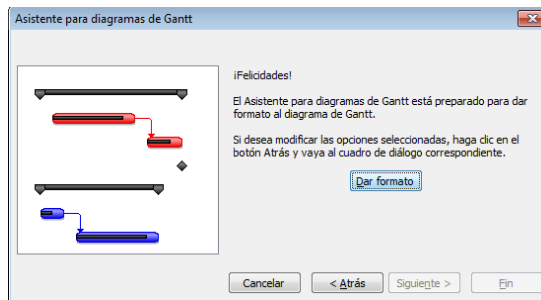 Asistente para diagramas de Gantt
¡Felicidades!
El Asistente para diagramas de Gantt está preparado para dar
formato al diagrama de Gantt.
Si desea modificar las opciones seleccionadas, haga clic en el
botón Atrás y vaya al cuadro de diálogo correspondiente.
Dar formato
Cancelar
< Atrás
Siguiente >
Fin